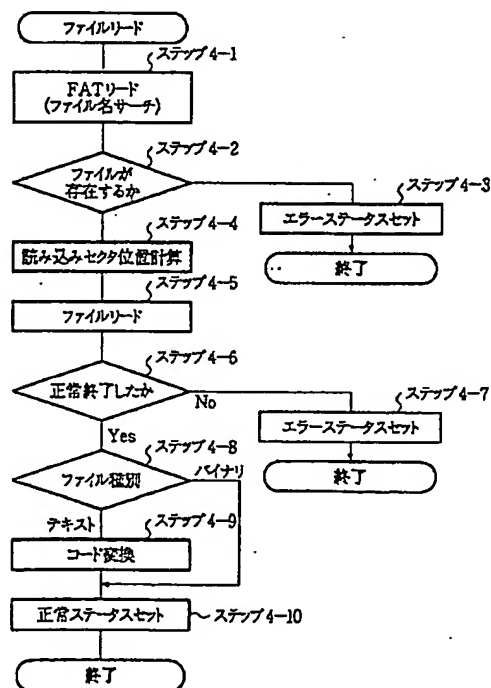 ファイルリード
ステップ4-1
FATリード
(ファイル名サーチ)
ステップ4-2
ファイルが
存在するか
ステップ4-3
エラーステータスセット
終了
ステップ4-4
読み込みセクタ位置計算
ステップ4-5
ファイルリード
ステップ4-6
正常終了したか
No
ステップ4-7
エラーステータスセット
終了
Yes
ステップ4-8
ファイル種別
バイナリ
テキスト
ステップ4-9
コード変換
正常ステータスセット
ステップ4-10
終了